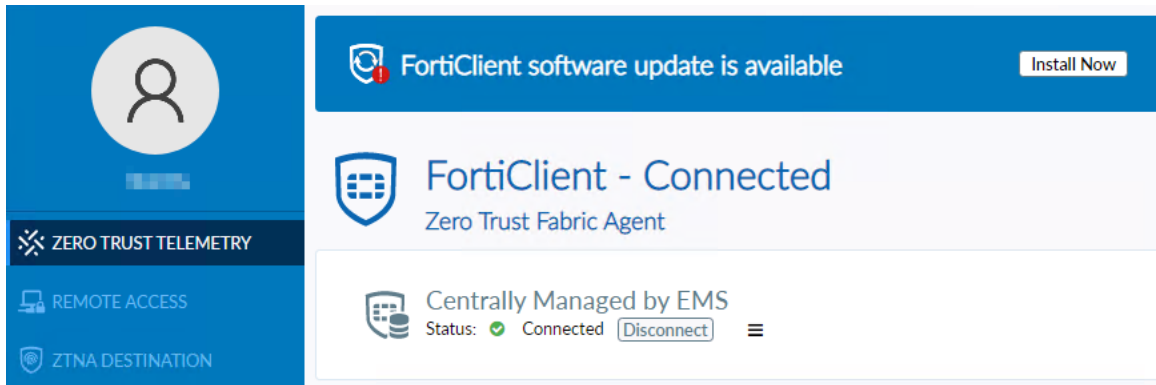 FortiClient software update is available
Install Now
FortiClient - Connected
Zero Trust Fabric Agent
ZERO TRUST TELEMETRY
REMOTE ACCESS
ZTNA DESTINATION
Centrally Managed by EMS
Status: Connected Disconnect